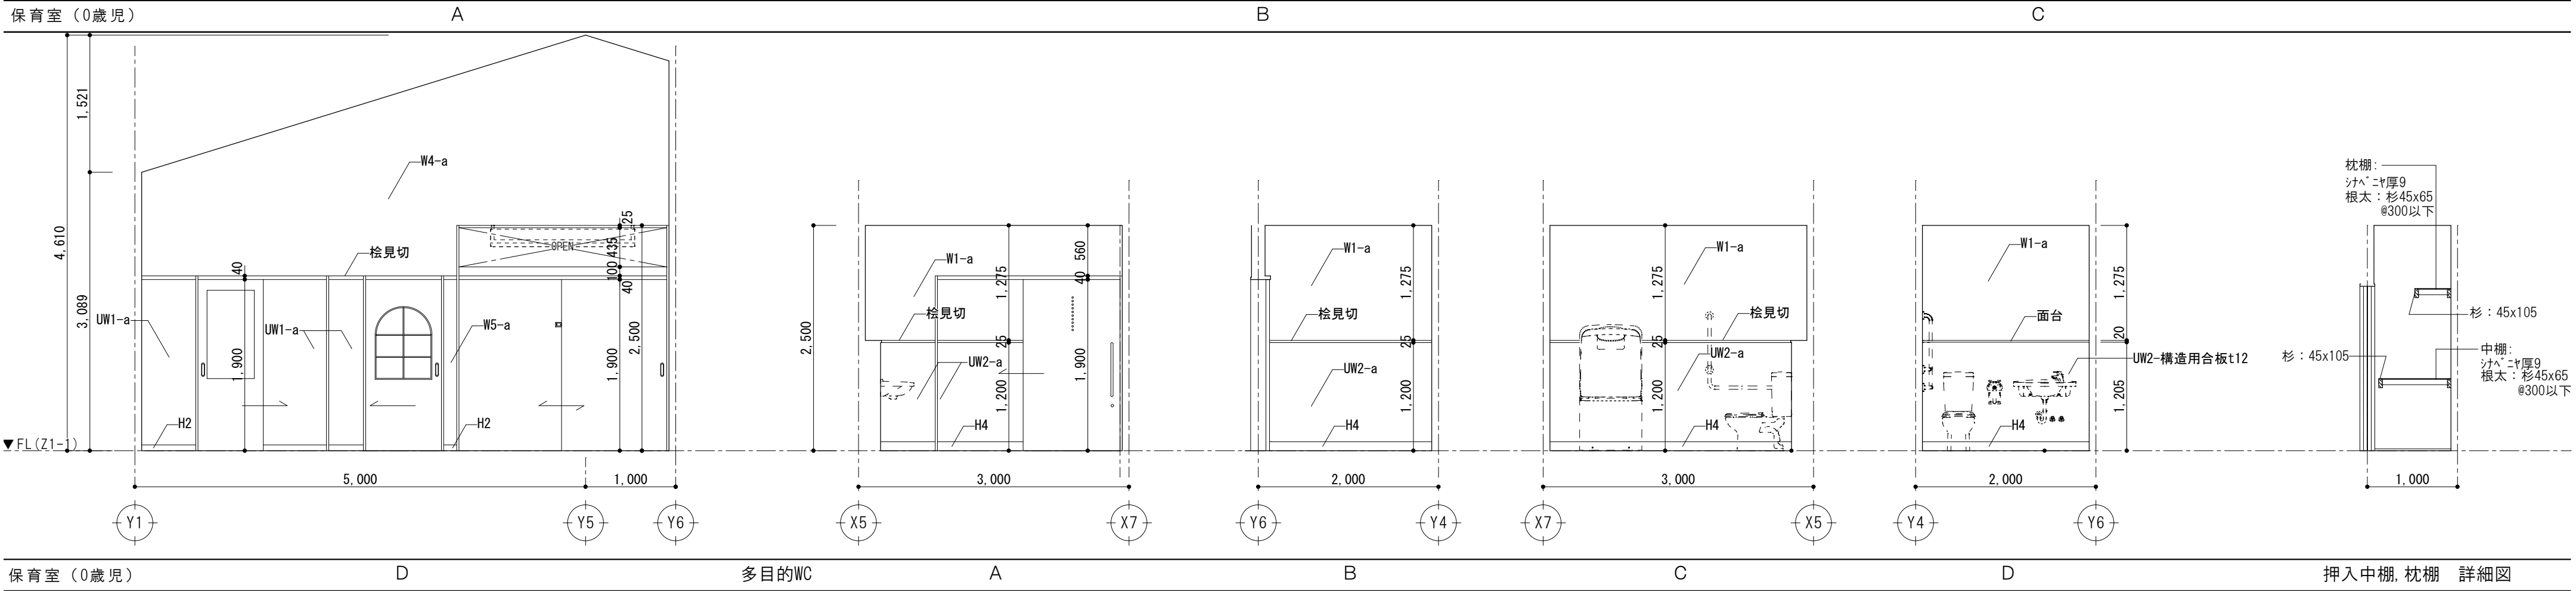 保育室（0歳児） A B C
4,610
1,521
3,089
W4-a
桧見切
40
UW1-a
UW1-a
W5-a
OPEN
25
435
100
40
1,900
1,900
2,500
H2
H2
▼FL(Z1-1)
5,000
1,000
Y1
Y5
Y6
2,500
W1-a
桧見切
UW2-a
H4
1,275
25
1,200
560
40
1,900
3,000
X5
X7
W1-a
桧見切
UW2-a
H4
1,275
25
1,200
2,000
Y6
Y4
W1-a
桧見切
UW2-a
H4
1,275
25
1,200
3,000
X7
X5
W1-a
面台
UW2-構造用合板t12
H4
1,275
20
1,205
2,000
Y4
Y6
枕棚:
ｼﾅﾍﾞﾆﾔ厚9
根太：杉45x65
@300以下
杉：45x105
杉：45x105
中棚:
ｼﾅﾍﾞﾆﾔ厚9
根太：杉45x65
@300以下
1,000
保育室（0歳児） D 多目的WC A B C D 押入中棚,枕棚　詳細図